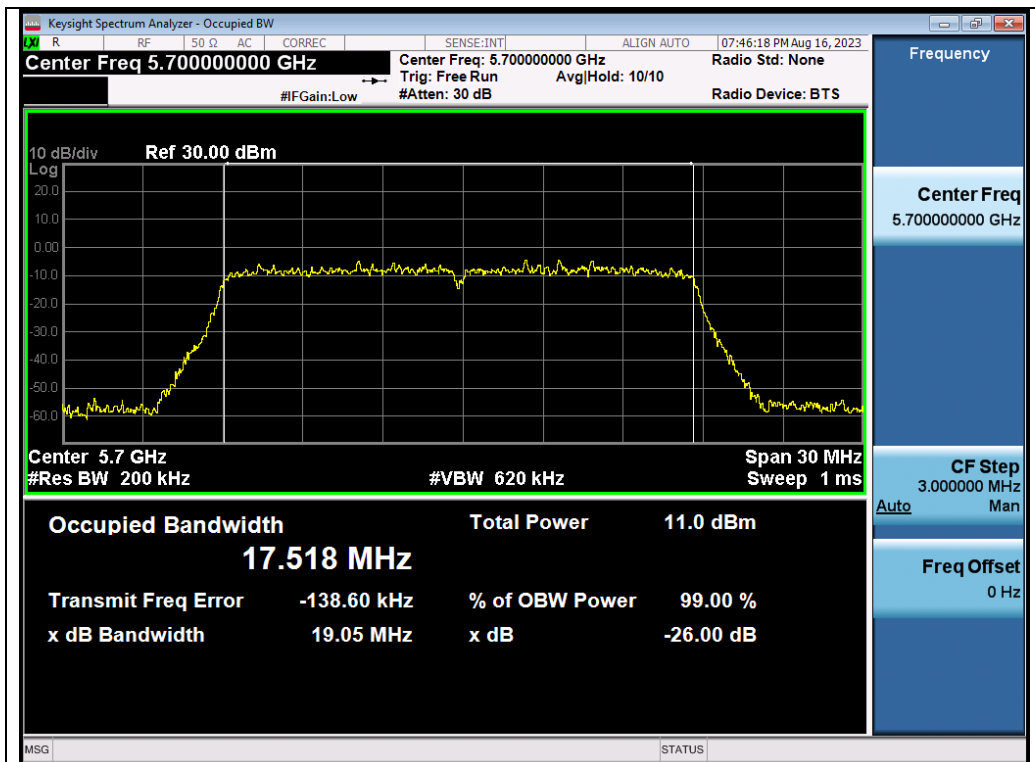 Keysight Spectrum Analyzer - Occupied BW
LXI R RF 50 Ω AC CORREC SENSE:INT ALIGN AUTO 07:46:18 PM Aug 16, 2023
Center Freq 5.700000000 GHz
Center Freq: 5.700000000 GHz
Radio Std: None
Trig: Free Run Avg|Hold: 10/10
#IFGain:Low
#Atten: 30 dB
Radio Device: BTS
10 dB/div Ref 30.00 dBm
Log
20.0
10.0
0.00
-10.0
-20.0
-30.0
-40.0
-50.0
-60.0
Center 5.7 GHz Span 30 MHz
#Res BW 200 kHz #VBW 620 kHz Sweep 1 ms
Occupied Bandwidth Total Power 11.0 dBm
17.518 MHz
Transmit Freq Error -138.60 kHz % of OBW Power 99.00 %
x dB Bandwidth 19.05 MHz x dB -26.00 dB
MSG STATUS
Frequency
Center Freq
5.700000000 GHz
CF Step
3.000000 MHz
Auto Man
Freq Offset
0 Hz